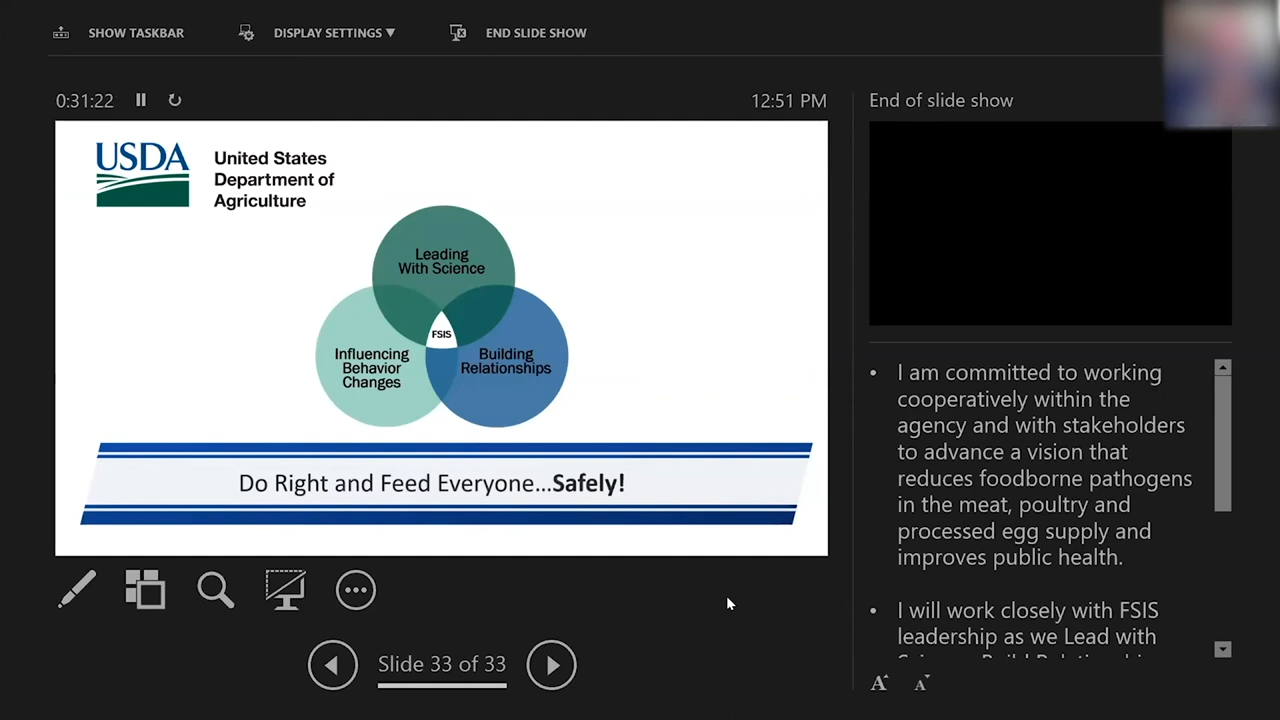 SHOW TASKBAR
DISPLAY SETTINGS ▼
END SLIDE SHOW
0:31:22
12:51 PM
End of slide show
USDA
United States
Department of
Agriculture
Leading
With Science
FSIS
Influencing
Behavior
Changes
Building
Relationships
Do Right and Feed Everyone...Safely!
Slide 33 of 33
• I am committed to working
cooperatively within the
agency and with stakeholders
to advance a vision that
reduces foodborne pathogens
in the meat, poultry and
processed egg supply and
improves public health.
• I will work closely with FSIS
leadership as we Lead with
A
A